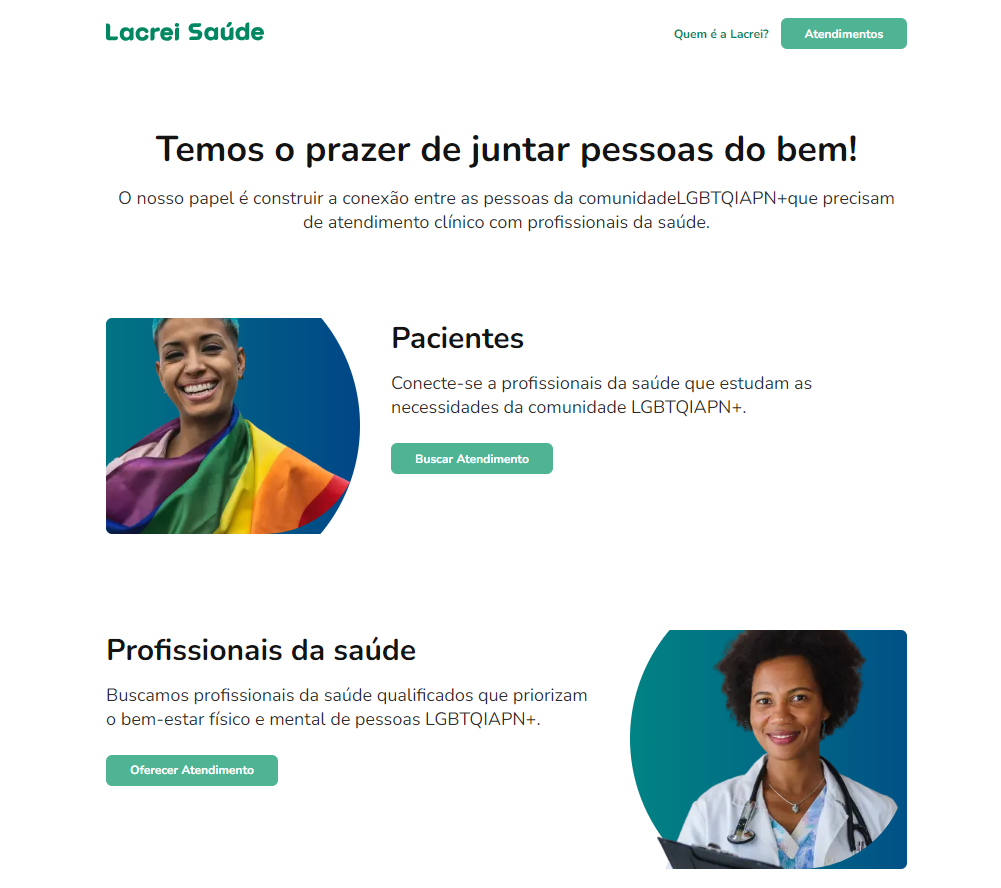 Lacrei Saúde
Quem é a Lacrei?
Atendimentos
Temos o prazer de juntar pessoas do bem!
O nosso papel é construir a conexão entre as pessoas da comunidadeLGBTQIAPN+que precisam
de atendimento clínico com profissionais da saúde.
Pacientes
Conecte-se a profissionais da saúde que estudam as
necessidades da comunidade LGBTQIAPN+.
Buscar Atendimento
Profissionais da saúde
Buscamos profissionais da saúde qualificados que priorizam
o bem-estar físico e mental de pessoas LGBTQIAPN+.
Oferecer Atendimento